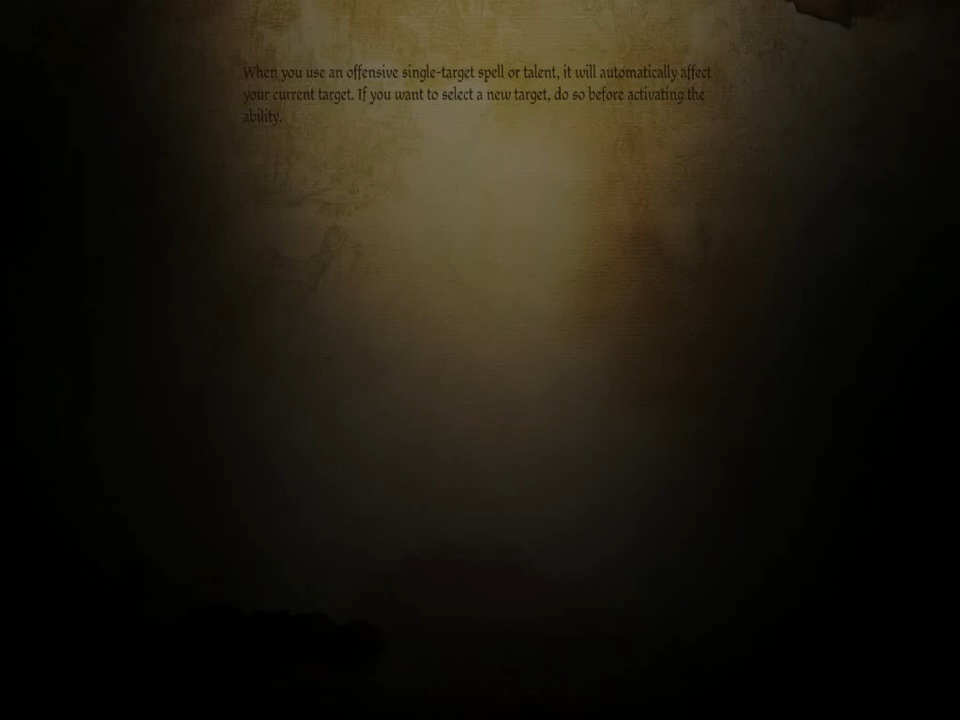 When you use an offensive single-target spell or talent, it will automatically affect
your current target. If you want to select a new target, do so before activating the
ability.